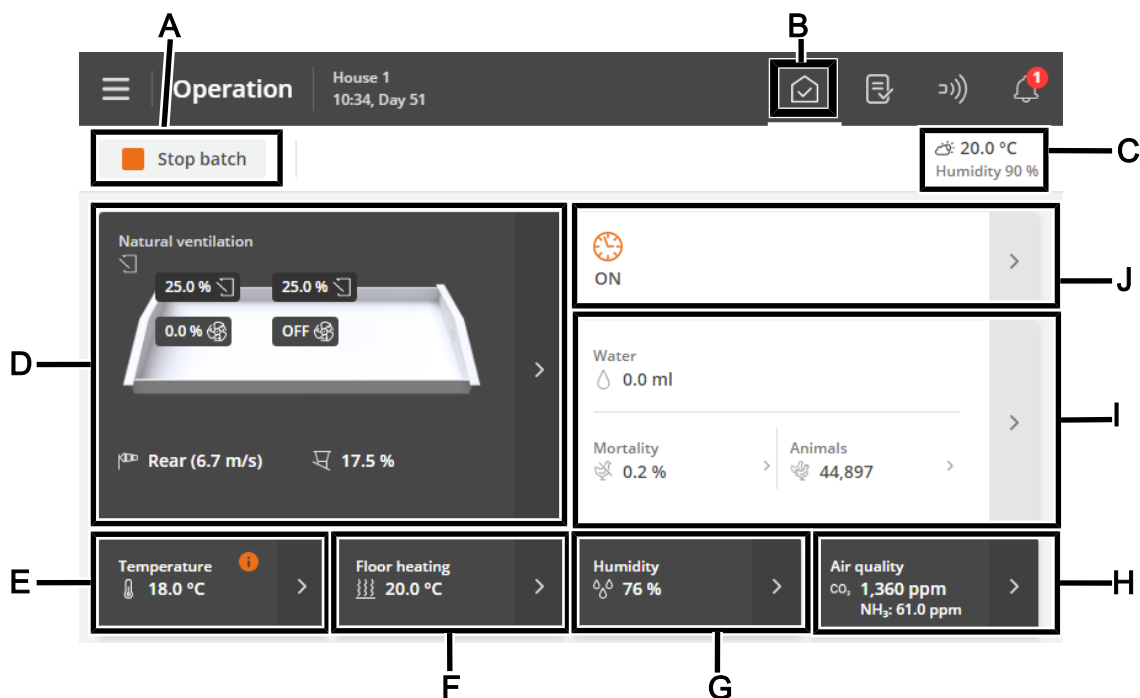 A
B
Operation
House 1
10:34, Day 51
1
Stop batch
20.0 °C
Humidity 90 %
C
Natural ventilation
25.0 %
25.0 %
0.0 %
OFF
Rear (6.7 m/s)
17.5 %
D
ON
J
Water
0.0 ml
Mortality
0.2 %
Animals
44,897
I
E
Temperature
18.0 °C
Floor heating
20.0 °C
Humidity
76 %
Air quality
CO₂ 1,360 ppm
NH₃: 61.0 ppm
H
F
G